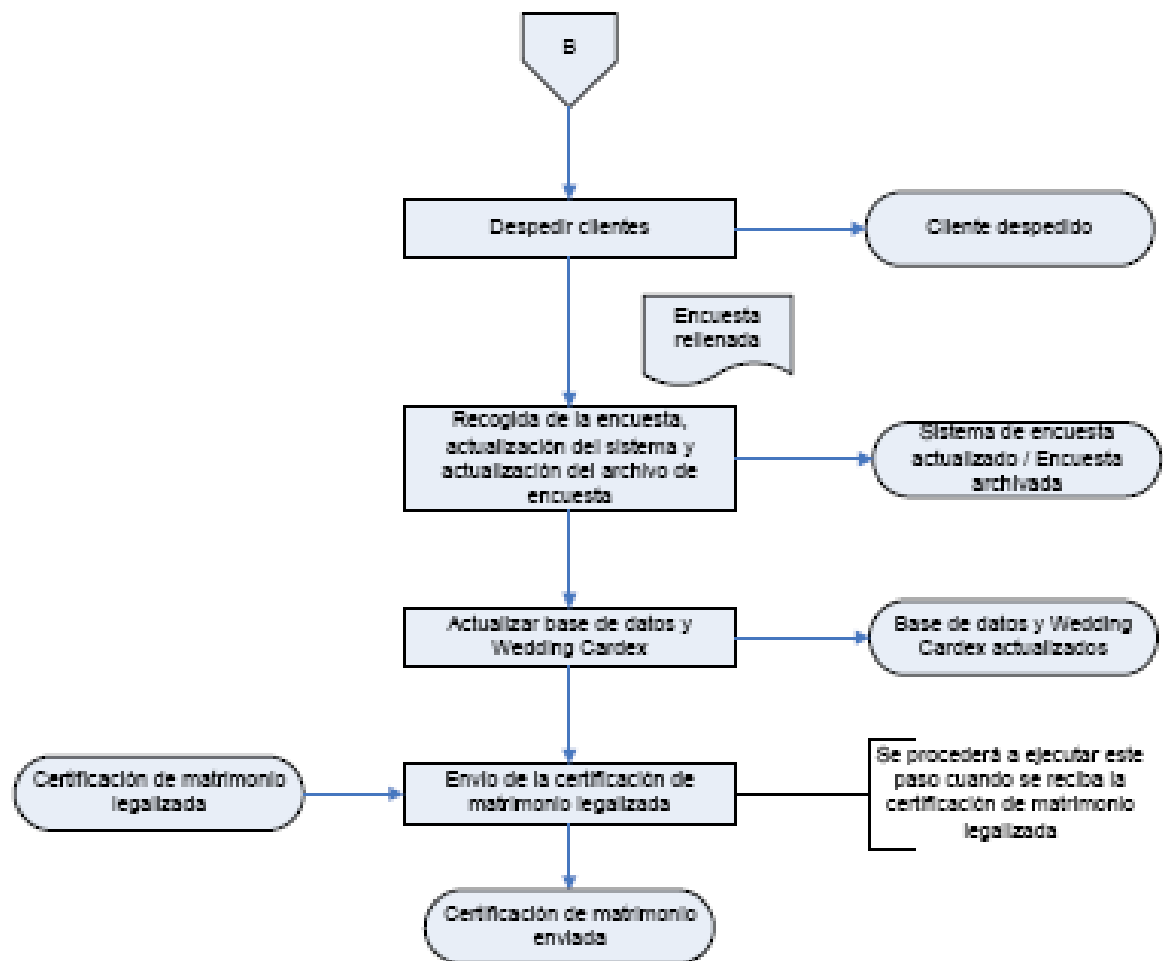 B
Despedir clientes
Cliente despedido
Encuesta
rellenada
Recogida de la encuesta,
actualización del sistema y
actualización del archivo de
encuesta
Sistema de encuesta
actualizado / Encuesta
archivada
Actualizar base de datos y
Wedding Cardex
Base de datos y Wedding
Cardex actualizados
Certificación de matrimonio
legalizada
Envío de la certificación de
matrimonio legalizada
Se procederá a ejecutar este
paso cuando se reciba la
certificación de matrimonio
legalizada
Certificación de matrimonio
enviada